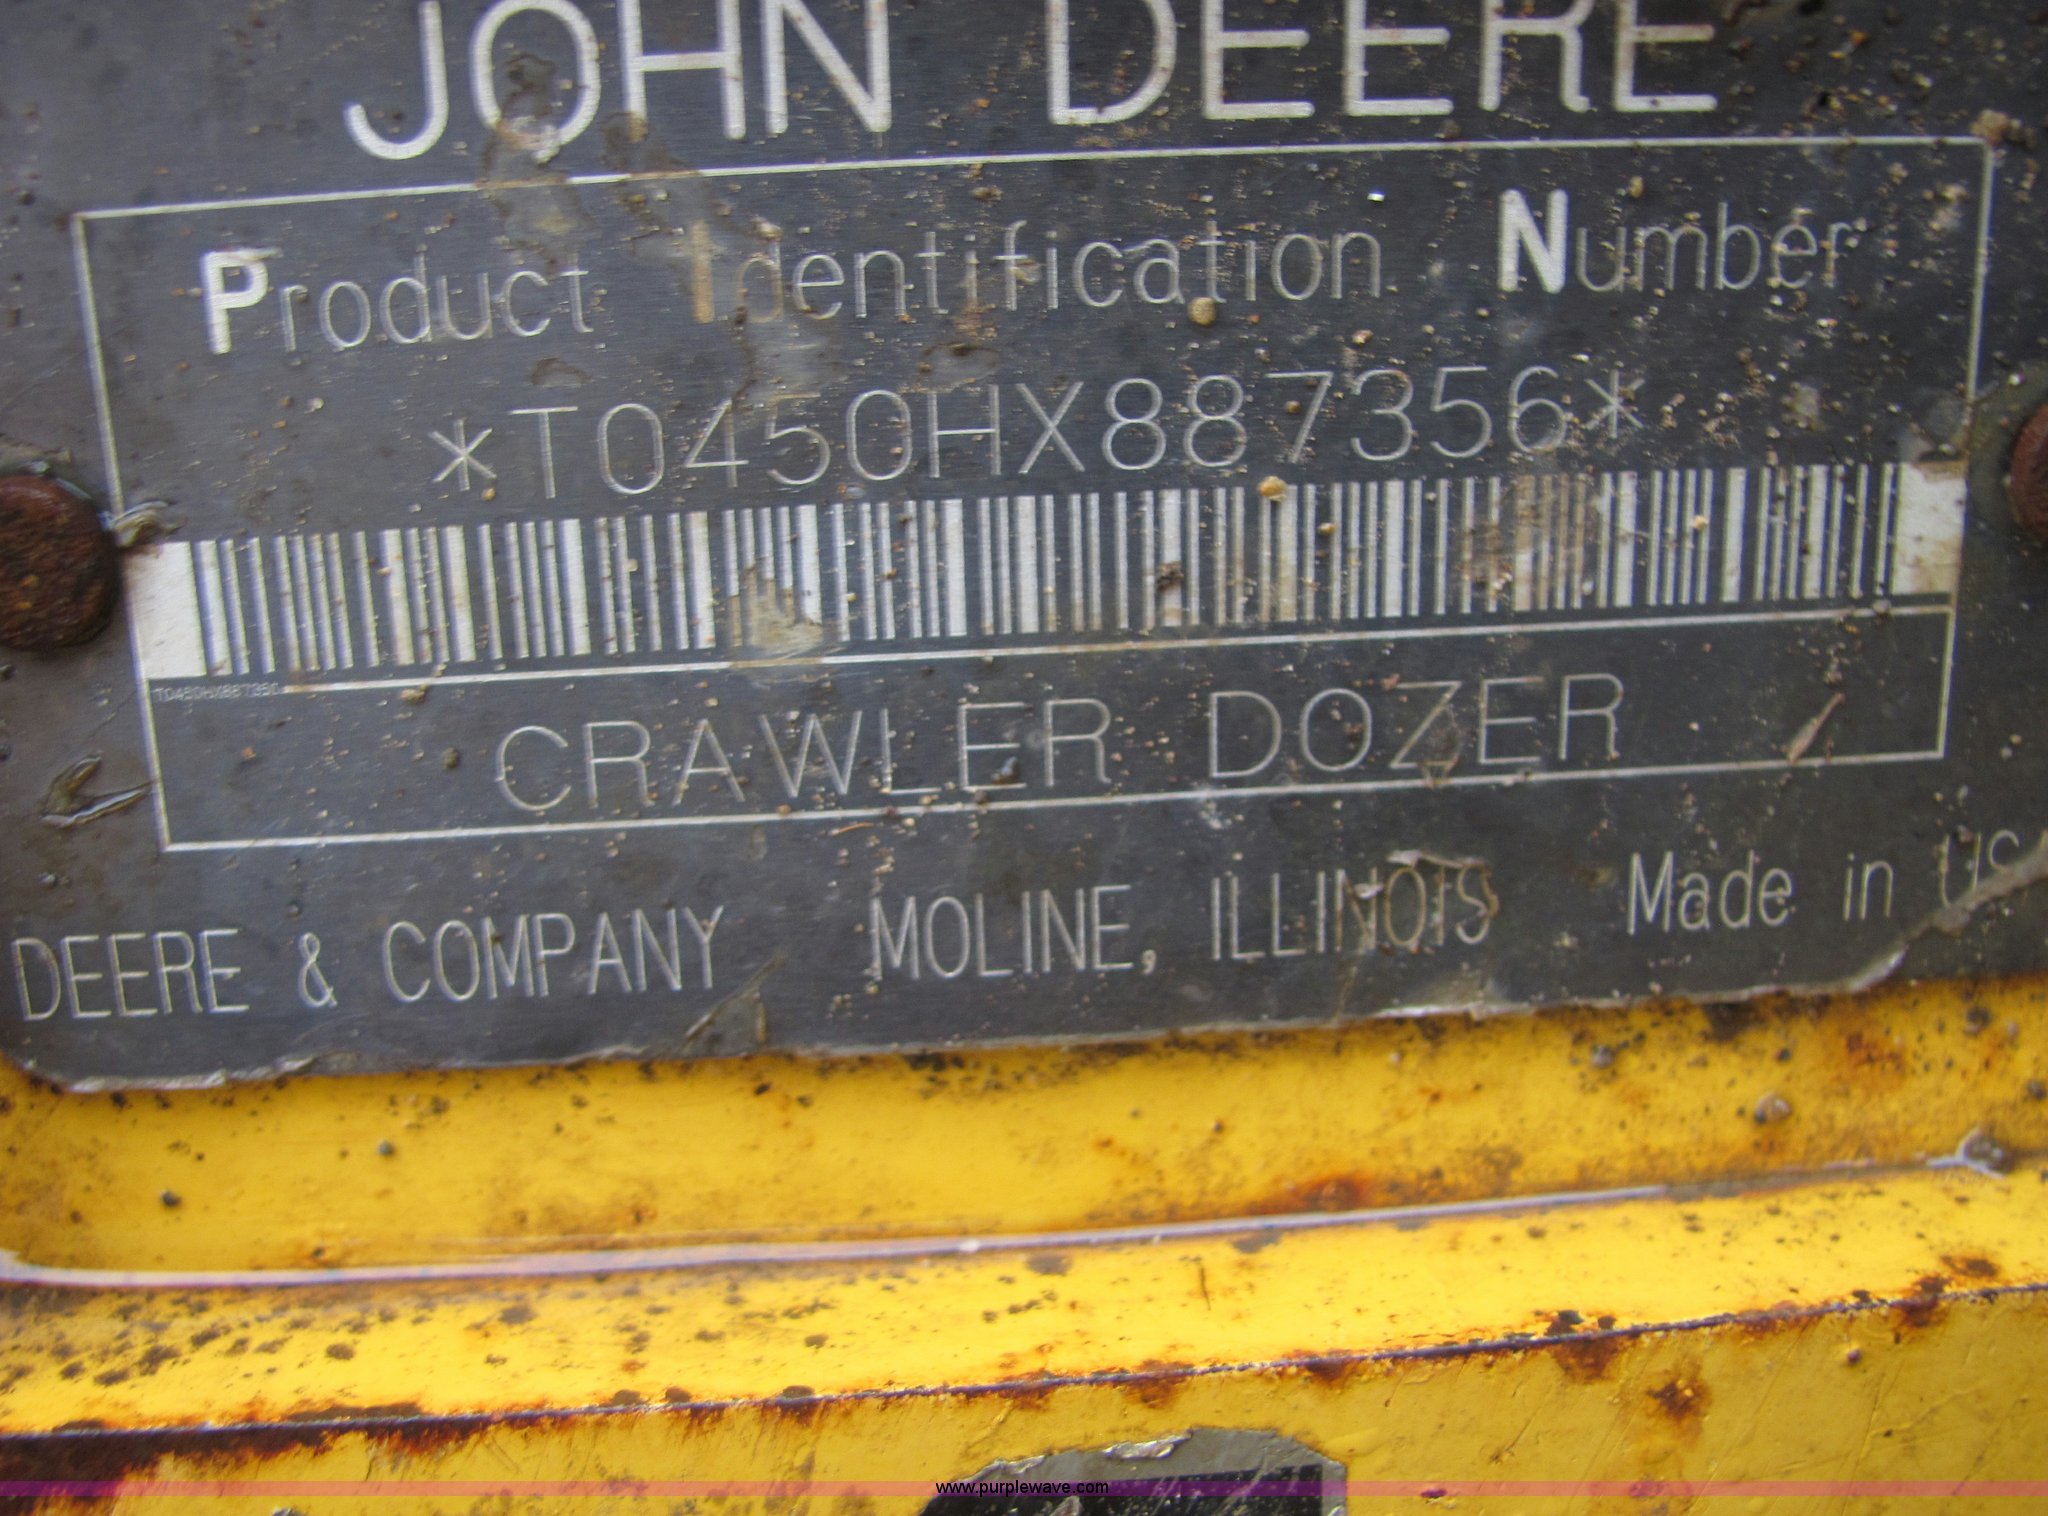 JOHN DEERE
Product Identification Number
*T0450HX887356*
CRAWLER DOZER
DEERE & COMPANY MOLINE, ILLINOIS Made in
www.purplewave.com